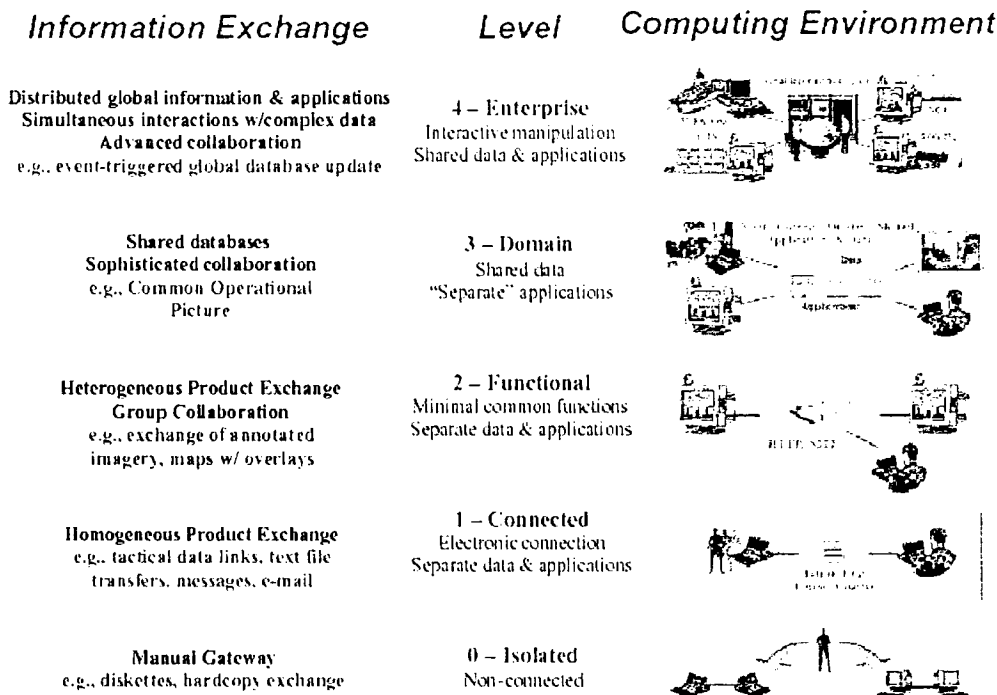 Information Exchange
Level
Computing Environment
Distributed global information & applications
Simultaneous interactions w/complex data
Advanced collaboration
e.g., event-triggered global database update
4 – Enterprise
Interactive manipulation
Shared data & applications
Shared databases
Sophisticated collaboration
e.g., Common Operational
Picture
3 – Domain
Shared data
“Separate” applications
Data
Applications
Heterogeneous Product Exchange
Group Collaboration
e.g., exchange of annotated
imagery, maps w/ overlays
2 – Functional
Minimal common functions
Separate data & applications
Homogeneous Product Exchange
e.g., tactical data links, text file
transfers, messages, e-mail
1 – Connected
Electronic connection
Separate data & applications
Manual Gateway
e.g., diskettes, hardcopy exchange
0 – Isolated
Non-connected